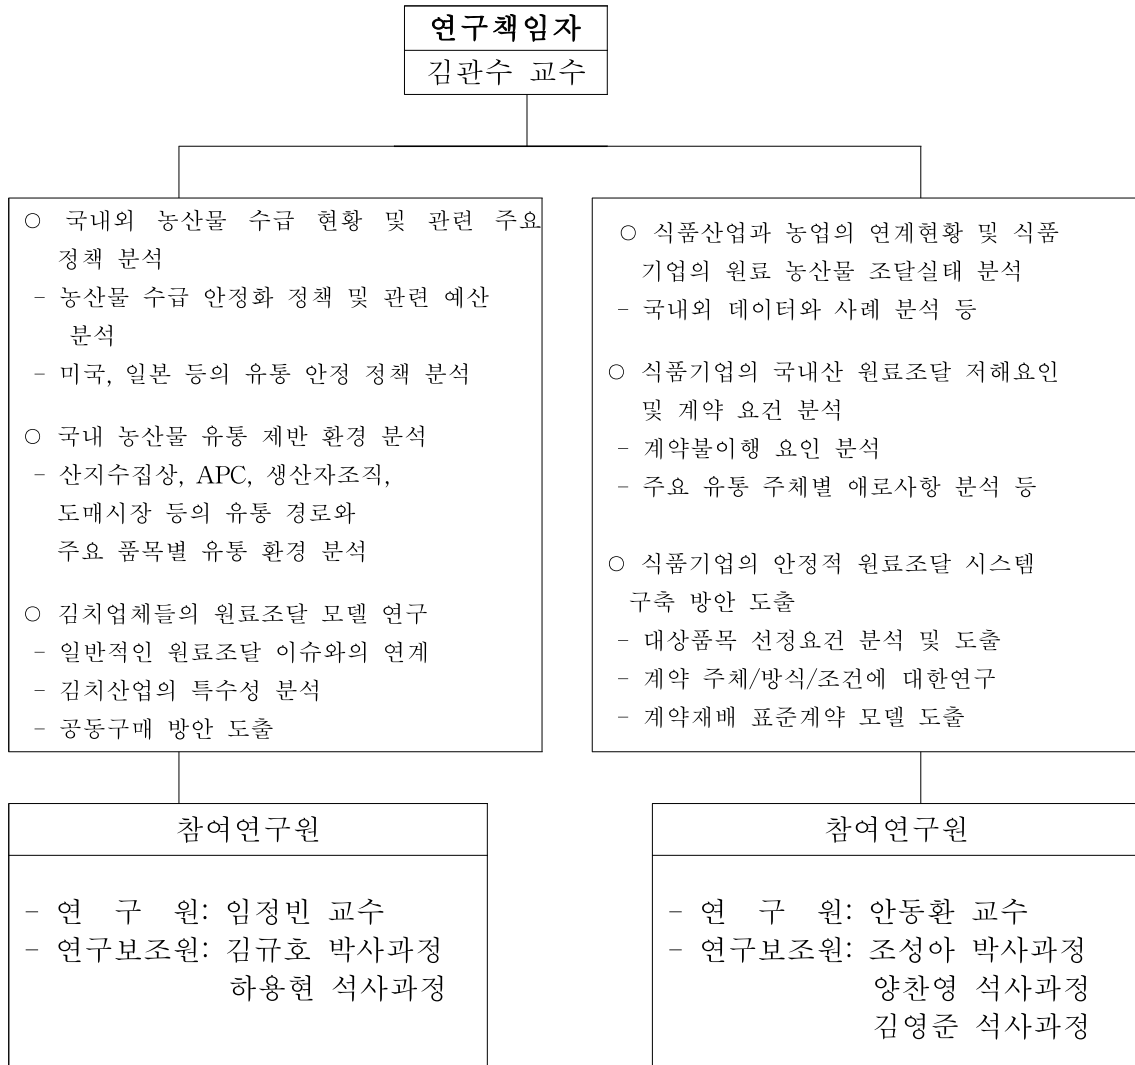 연구책임자
김관수 교수
○ 국내외 농산물 수급 현황 및 관련 주요
정책 분석
- 농산물 수급 안정화 정책 및 관련 예산
분석
- 미국, 일본 등의 유통 안정 정책 분석
○ 국내 농산물 유통 제반 환경 분석
- 산지수집상, APC, 생산자조직,
도매시장 등의 유통 경로와
주요 품목별 유통 환경 분석
○ 김치업체들의 원료조달 모델 연구
- 일반적인 원료조달 이슈와의 연계
- 김치산업의 특수성 분석
- 공동구매 방안 도출
○ 식품산업과 농업의 연계현황 및 식품
기업의 원료 농산물 조달실태 분석
- 국내외 데이터와 사례 분석 등
○ 식품기업의 국내산 원료조달 저해요인
및 계약 요건 분석
- 계약불이행 요인 분석
- 주요 유통 주체별 애로사항 분석 등
○ 식품기업의 안정적 원료조달 시스템
구축 방안 도출
- 대상품목 선정요건 분석 및 도출
- 계약 주체/방식/조건에 대한연구
- 계약재배 표준계약 모델 도출
참여연구원
- 연 구 원: 임정빈 교수
- 연구보조원: 김규호 박사과정
하용현 석사과정
참여연구원
- 연 구 원: 안동환 교수
- 연구보조원: 조성아 박사과정
양찬영 석사과정
김영준 석사과정